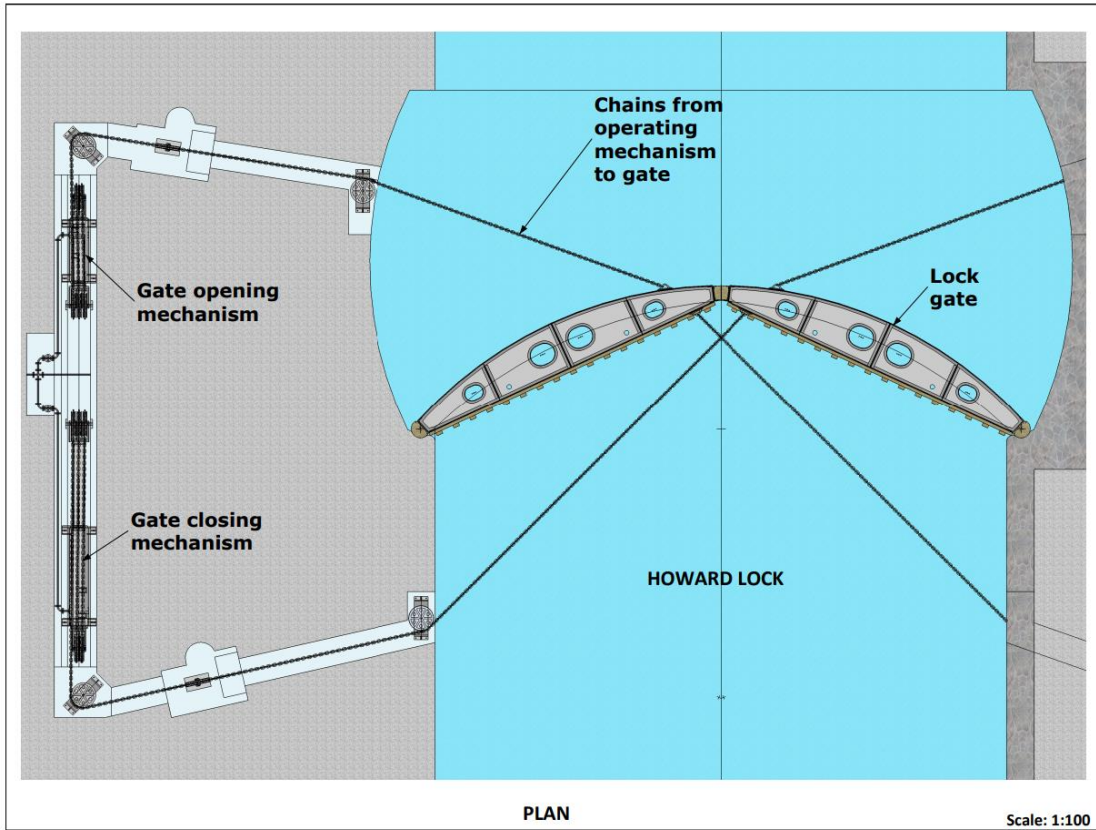 Chains from
operating
mechanism
to gate
Gate opening
mechanism
Lock
gate
Gate closing
mechanism
HOWARD LOCK
PLAN
Scale: 1:100